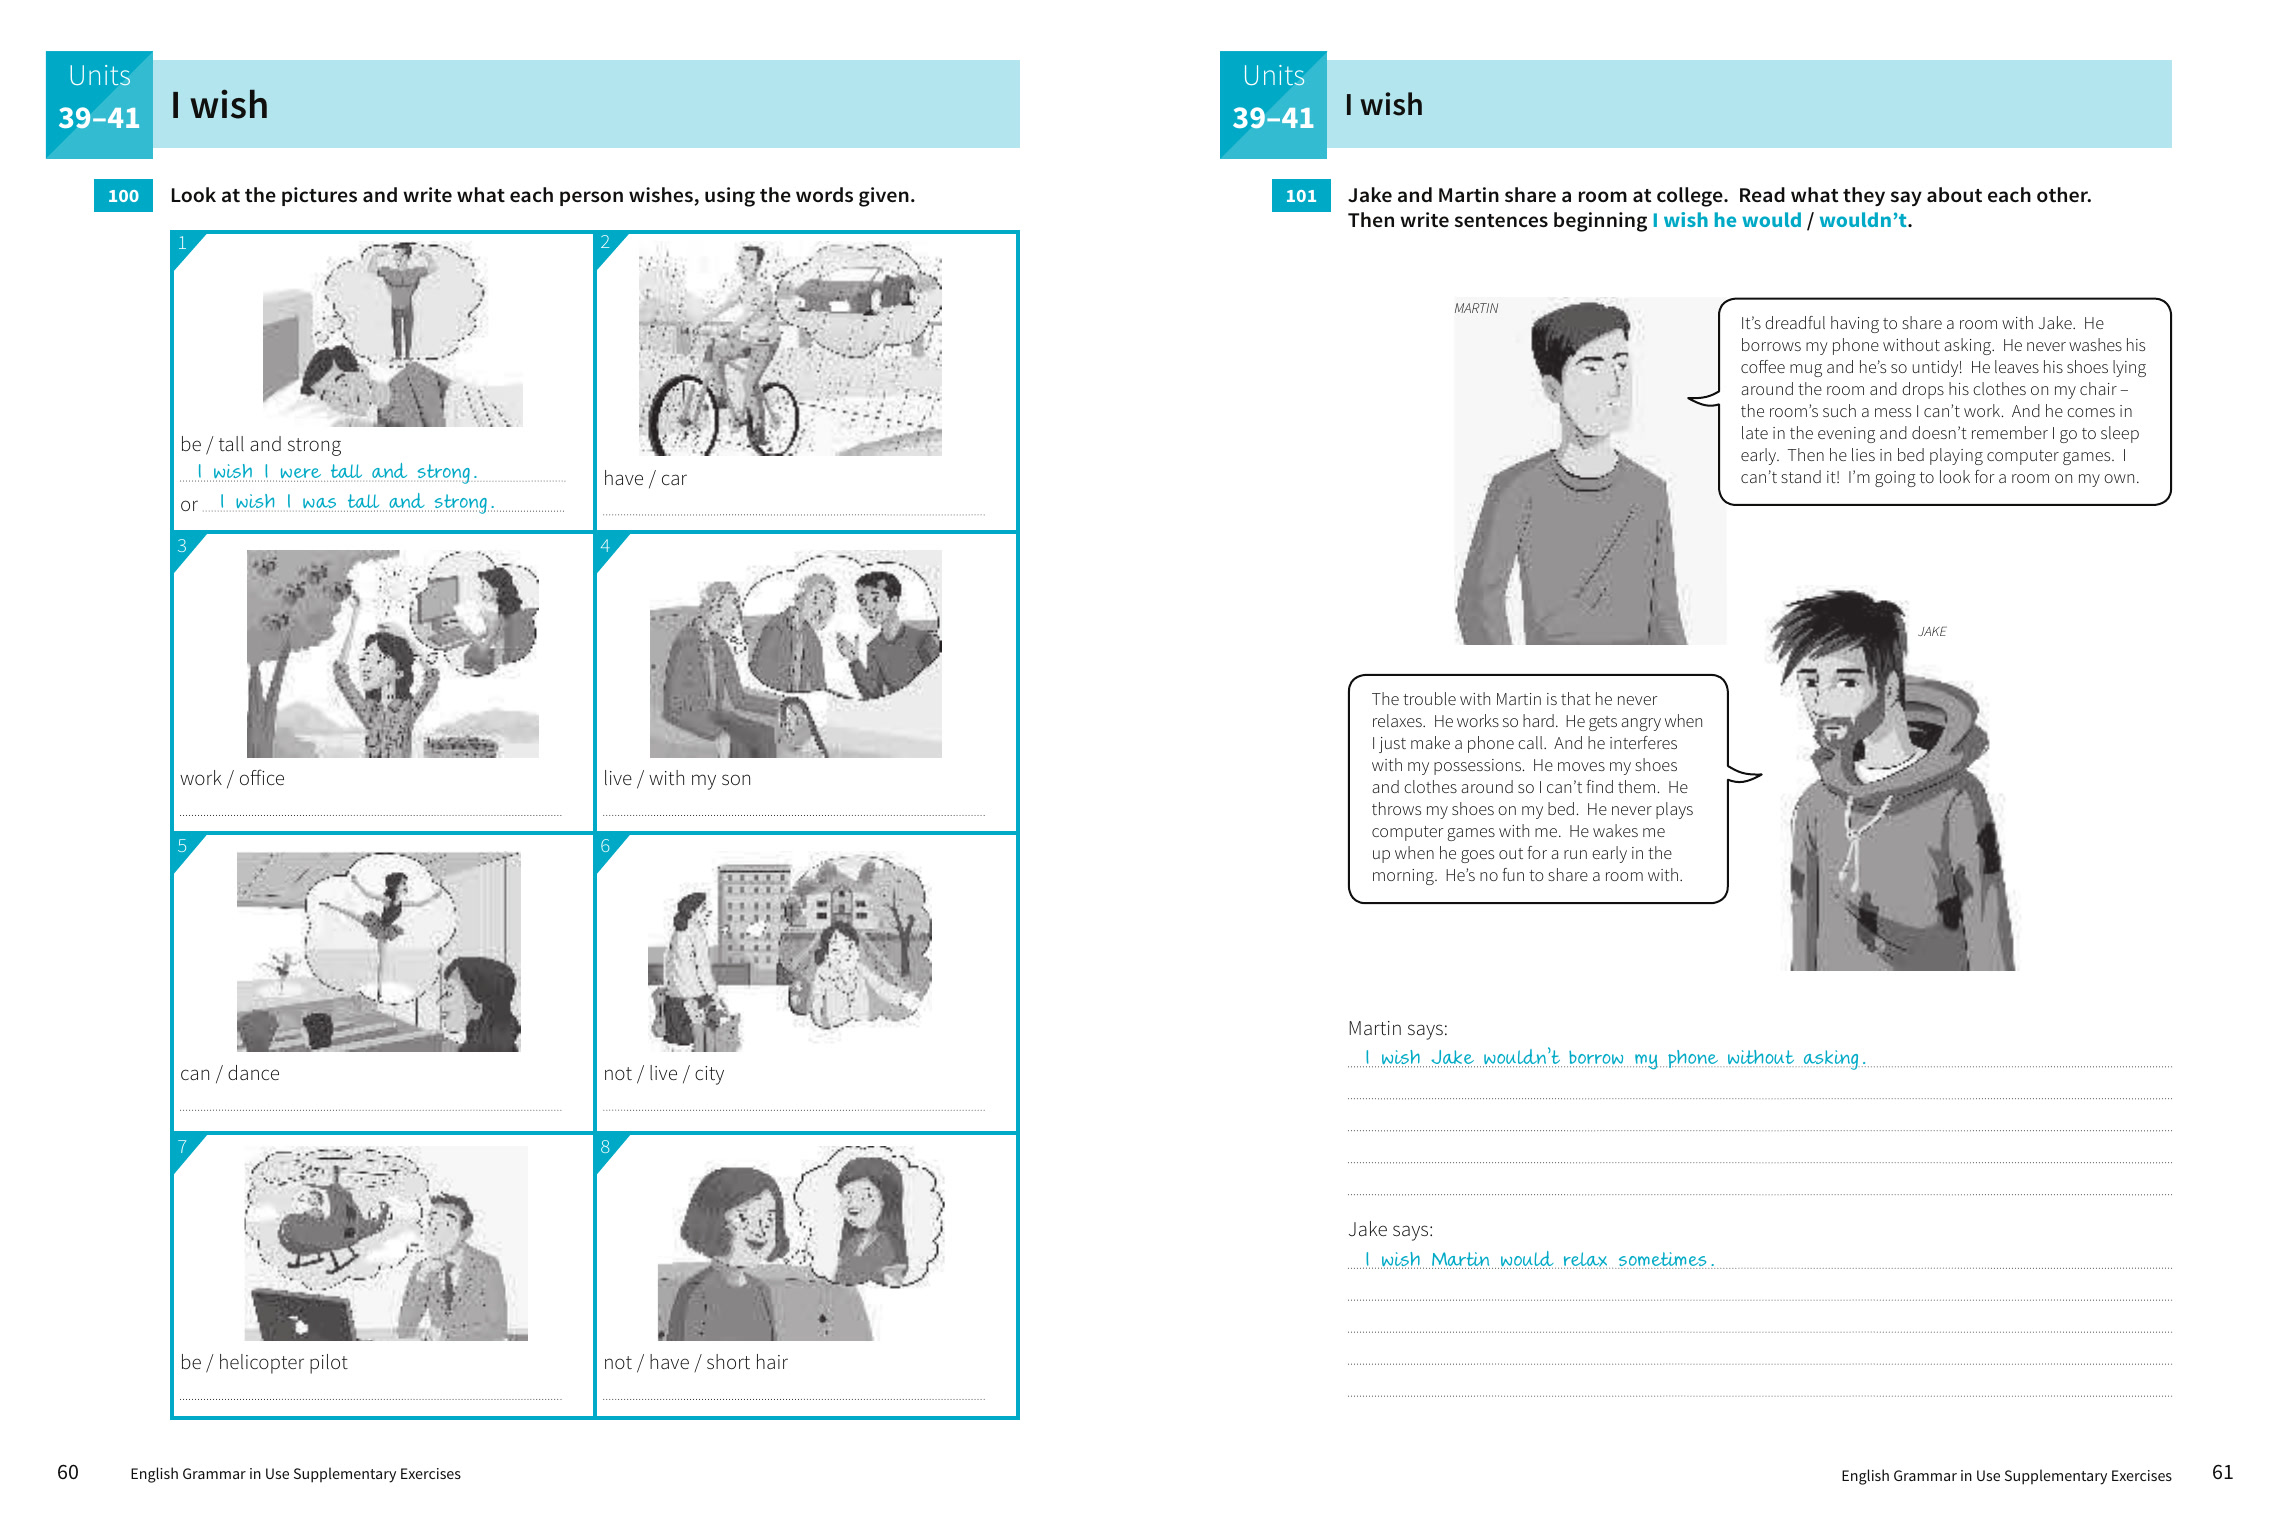 Units
39–41
I wish
100
Look at the pictures and write what each person wishes, using the words given.
1
be / tall and strong
I wish I were tall and strong.
or I wish I was tall and strong.
2
have / car
3
work / office
4
live / with my son
5
can / dance
6
not / live / city
7
be / helicopter pilot
8
not / have / short hair
60
English Grammar in Use Supplementary Exercises
Units
39–41
I wish
101
Jake and Martin share a room at college. Read what they say about each other.
Then write sentences beginning I wish he would / wouldn’t.
MARTIN
It’s dreadful having to share a room with Jake. He
borrows my phone without asking. He never washes his
coffee mug and he’s so untidy! He leaves his shoes lying
around the room and drops his clothes on my chair –
the room’s such a mess I can’t work. And he comes in
late in the evening and doesn’t remember I go to sleep
early. Then he lies in bed playing computer games. I
can’t stand it! I’m going to look for a room on my own.
JAKE
The trouble with Martin is that he never
relaxes. He works so hard. He gets angry when
I just make a phone call. And he interferes
with my possessions. He moves my shoes
and clothes around so I can’t find them. He
throws my shoes on my bed. He never plays
computer games with me. He wakes me
up when he goes out for a run early in the
morning. He’s no fun to share a room with.
Martin says:
I wish Jake wouldn’t borrow my phone without asking.
Jake says:
I wish Martin would relax sometimes.
English Grammar in Use Supplementary Exercises
61